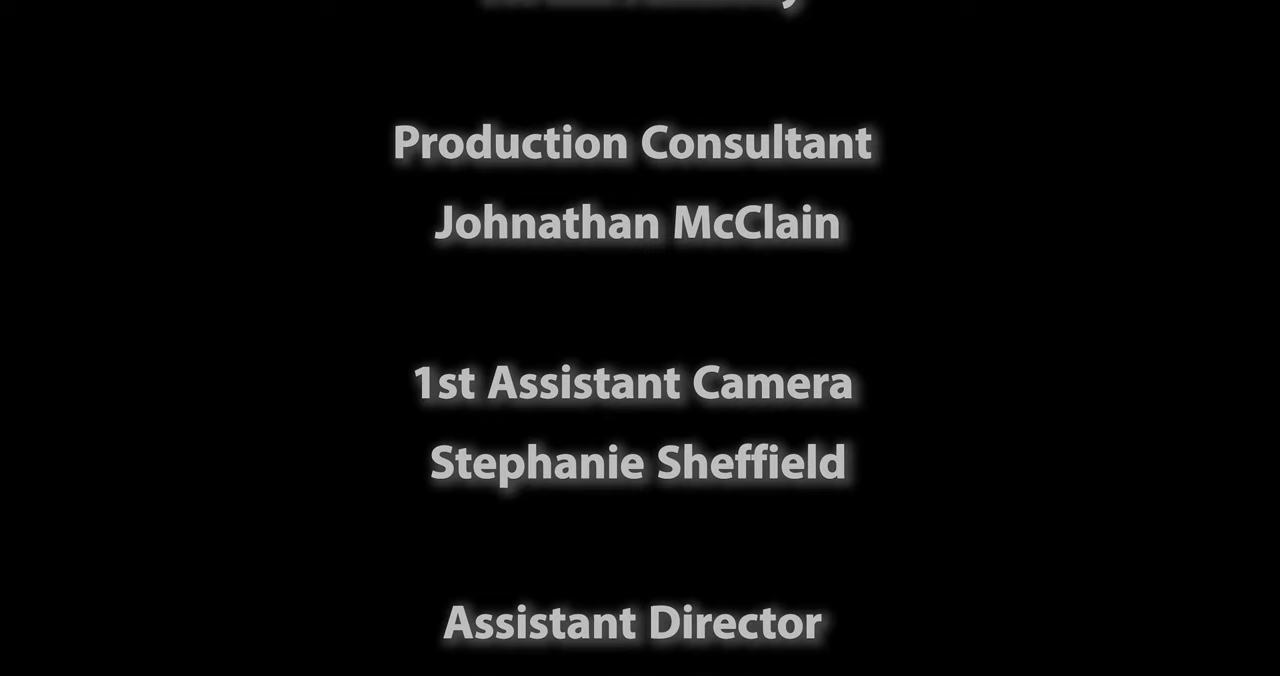 Production Consultant
Johnathan McClain
1st Assistant Camera
Stephanie Sheffield
Assistant Director